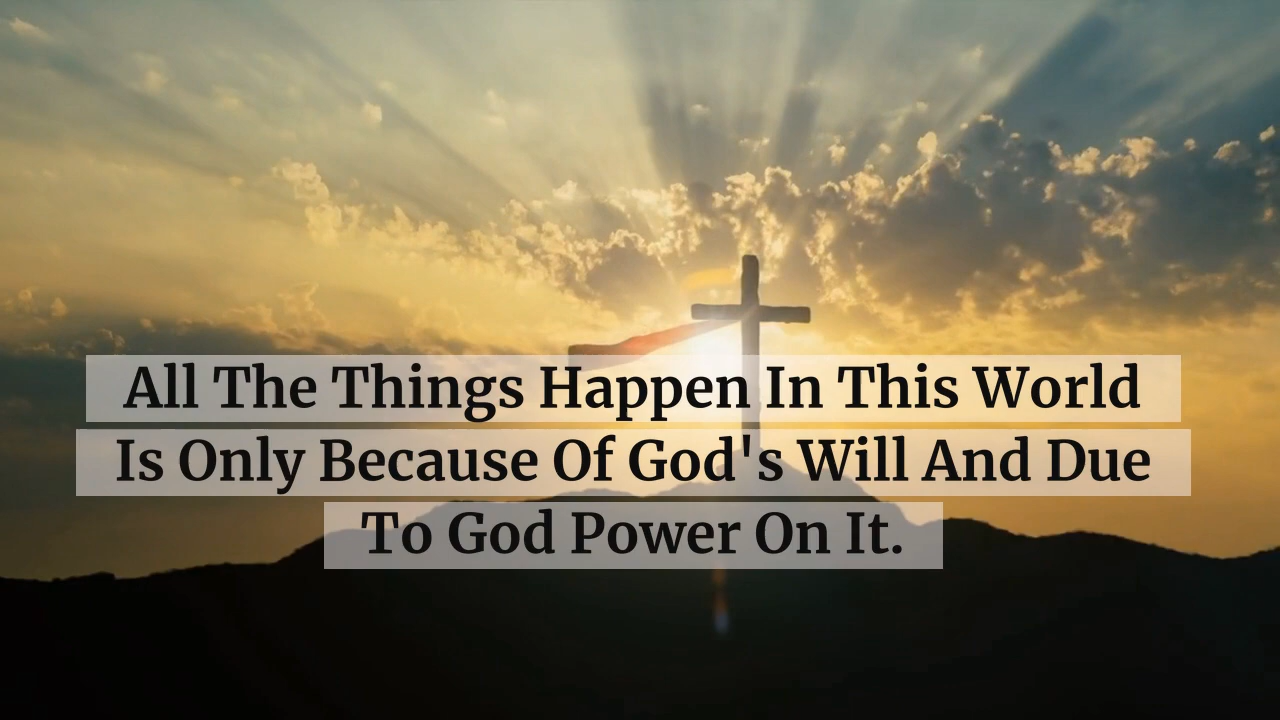 All The Things Happen In This World
Is Only Because Of God's Will And Due
To God Power On It.